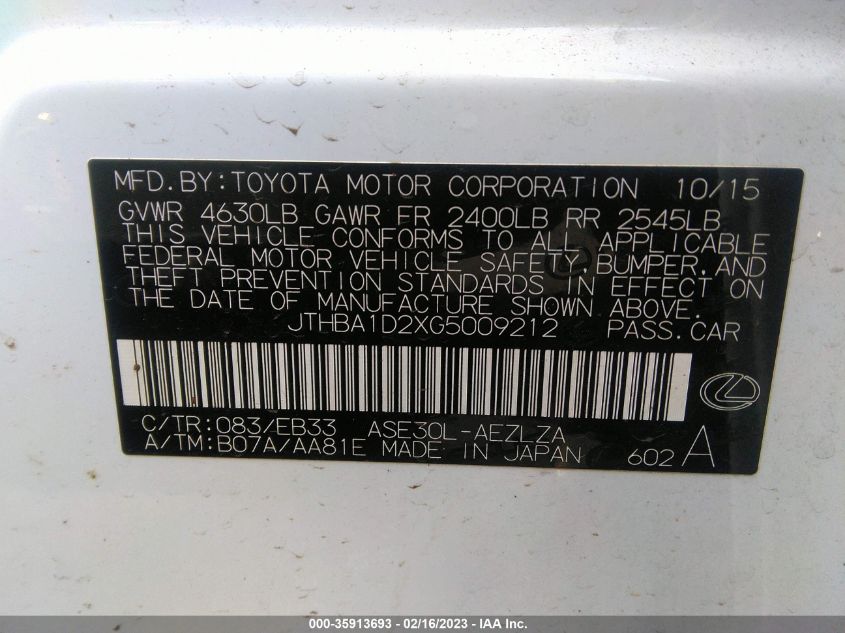 MFD.BY:TOYOTA MOTOR CORPORATION 10/15
GVWR 4630LB GAWR FR 2400LB RR 2545LB
THIS VEHICLE CONFORMS TO ALL APPLICABLE
FEDERAL MOTOR VEHICLE SAFETY,BUMPER,AND
THEFT PREVENTION STANDARDS IN EFFECT ON
THE DATE OF MANUFACTURE SHOWN ABOVE.
JTHBA1D2XG5009212 PASS.CAR
C/TR:083/EB33 ASE30L-AEZLZA
A/TM:B07A/AA81E MADE IN JAPAN 602 A
000-35913693 - 02/16/2023 - IAA Inc.